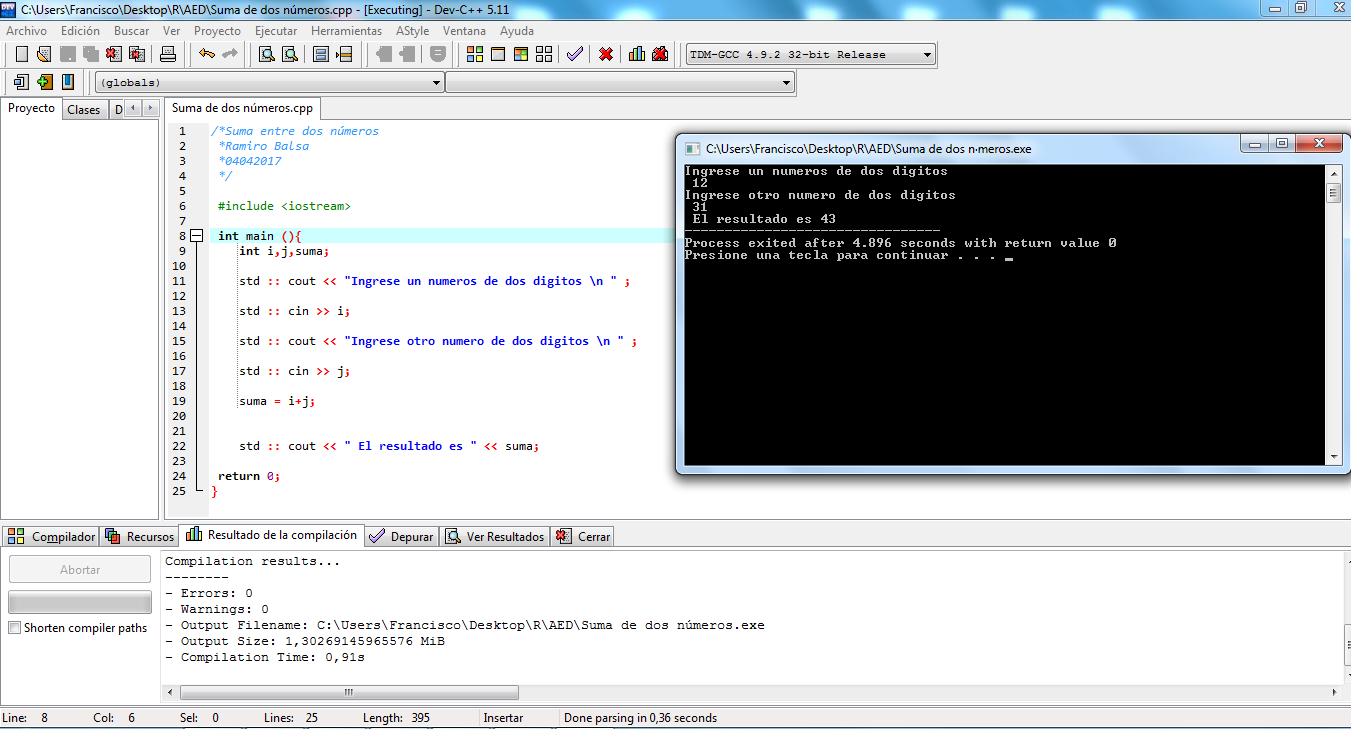 C:\Users\Francisco\Desktop\R\AED\Suma de dos números.cpp - [Executing] - Dev-C++ 5.11
Archivo Edición Buscar Ver Proyecto Ejecutar Herramientas AStyle Ventana Ayuda
TDM-GCC 4.9.2 32-bit Release
(globals)
Proyecto Clases D
Suma de dos números.cpp
1 /*Suma entre dos números
2 *Ramiro Balsa
3 *04042017
4 */
5
6 #include <iostream>
7
8 int main (){
9 int i,j,suma;
10
11 std :: cout << "Ingrese un numeros de dos digitos \n " ;
12
13 std :: cin >> i;
14
15 std :: cout << "Ingrese otro numero de dos digitos \n " ;
16
17 std :: cin >> j;
18
19 suma = i+j;
20
21
22 std :: cout << " El resultado es " << suma;
23
24 return 0;
25 }
C:\Users\Francisco\Desktop\R\AED\Suma de dos n·meros.exe
Ingrese un numeros de dos digitos
12
Ingrese otro numero de dos digitos
31
El resultado es 43
--------------------------------
Process exited after 4.896 seconds with return value 0
Presione una tecla para continuar . . . _
Compilador Recursos Resultado de la compilación Depurar Ver Resultados Cerrar
Abortar
Shorten compiler paths
Compilation results...
--------
- Errors: 0
- Warnings: 0
- Output Filename: C:\Users\Francisco\Desktop\R\AED\Suma de dos números.exe
- Output Size: 1,30269145965576 MiB
- Compilation Time: 0,91s
Line: 8 Col: 6 Sel: 0 Lines: 25 Length: 395 Insertar Done parsing in 0,36 seconds